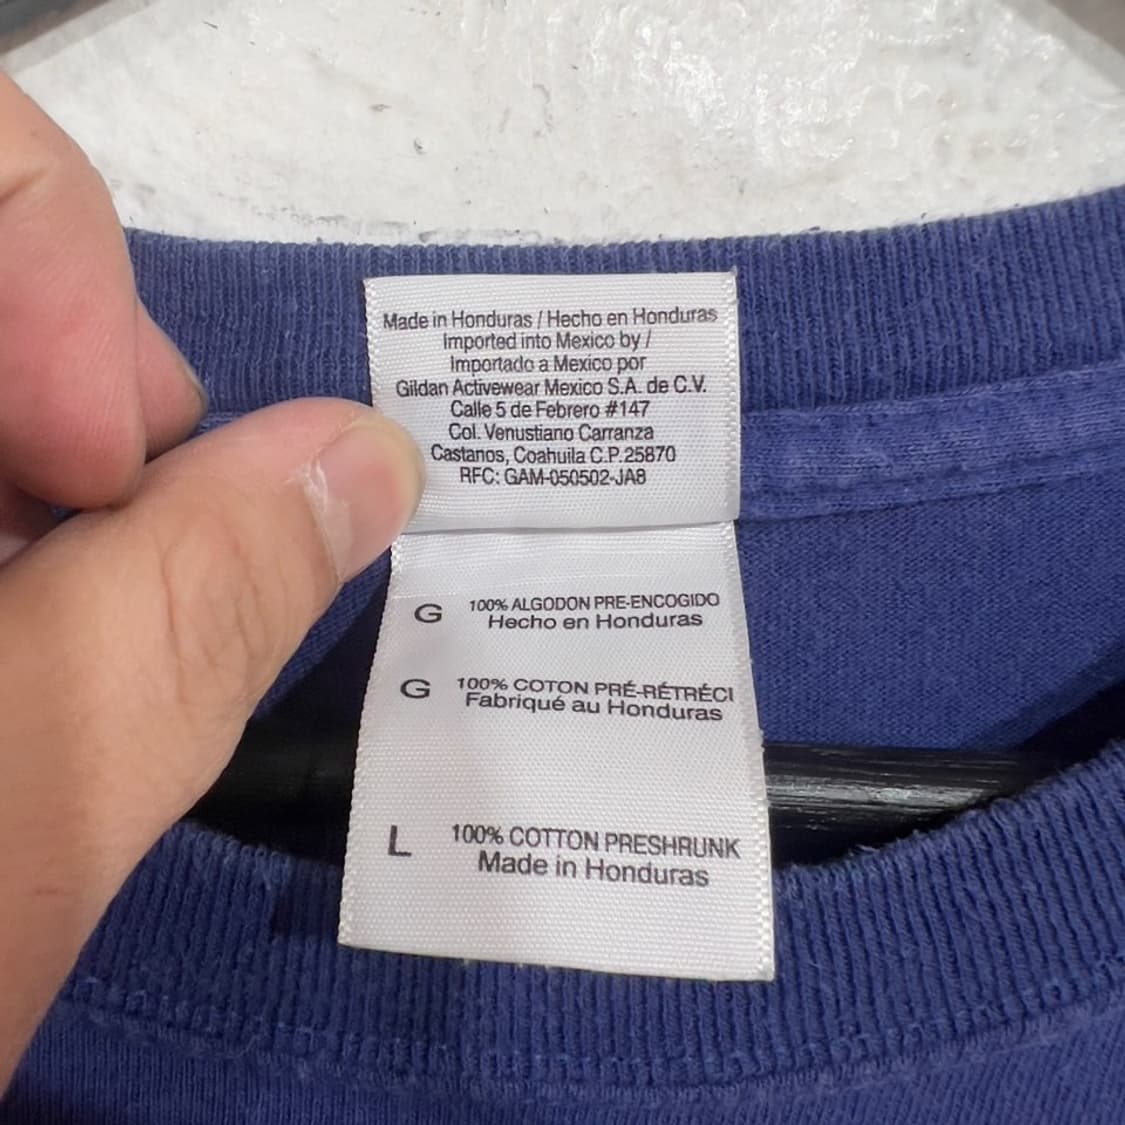 Made in Honduras / Hecho en Honduras
Imported into Mexico by /
Importado a Mexico por
Gildan Activewear Mexico S.A. de C.V.
Calle 5 de Febrero #147
Col. Venustiano Carranza
Castanos, Coahuila C.P.25870
RFC: GAM-050502-JA8
G 100% ALGODON PRE-ENCOGIDO
Hecho en Honduras
G 100% COTON PRÉ-RÉTRÉCI
Fabriqué au Honduras
L 100% COTTON PRESHRUNK
Made in Honduras